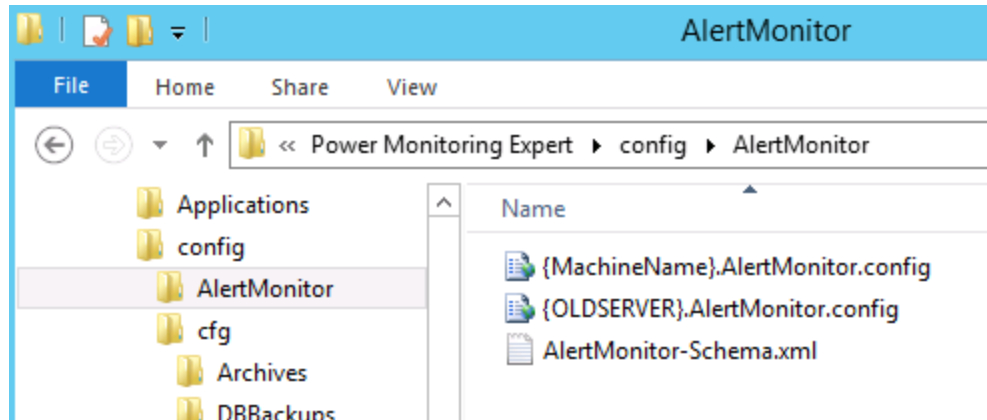 AlertMonitor
File Home Share View
« Power Monitoring Expert config AlertMonitor
Applications
config
AlertMonitor
cfg
Archives
DBBackups
Name
{MachineName}.AlertMonitor.config
{OLDSERVER}.AlertMonitor.config
AlertMonitor-Schema.xml